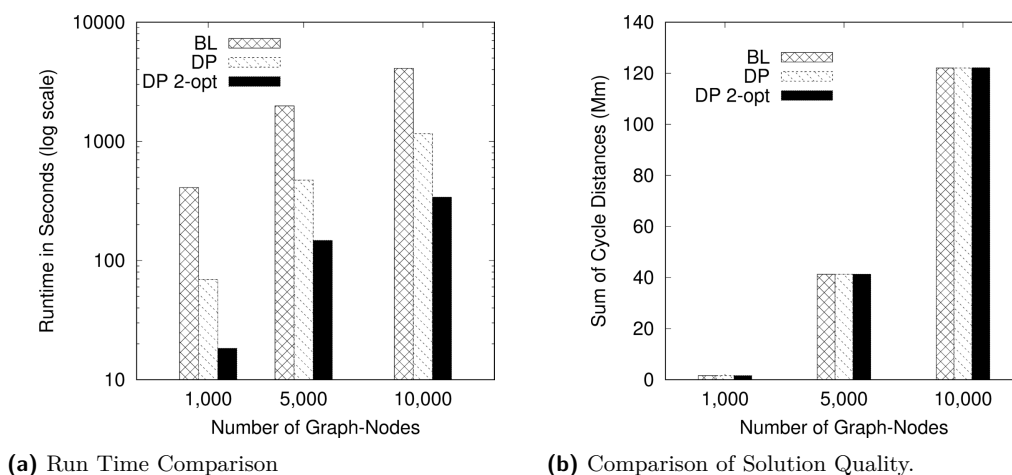 10000
1000
100
10
Runtime in Seconds (log scale)
BL
DP
DP 2-opt
1,000 5,000 10,000
Number of Graph-Nodes
(a) Run Time Comparison
140
120
100
80
60
40
20
0
Sum of Cycle Distances (Mm)
BL
DP
DP 2-opt
1,000 5,000 10,000
Number of Graph-Nodes
(b) Comparison of Solution Quality.